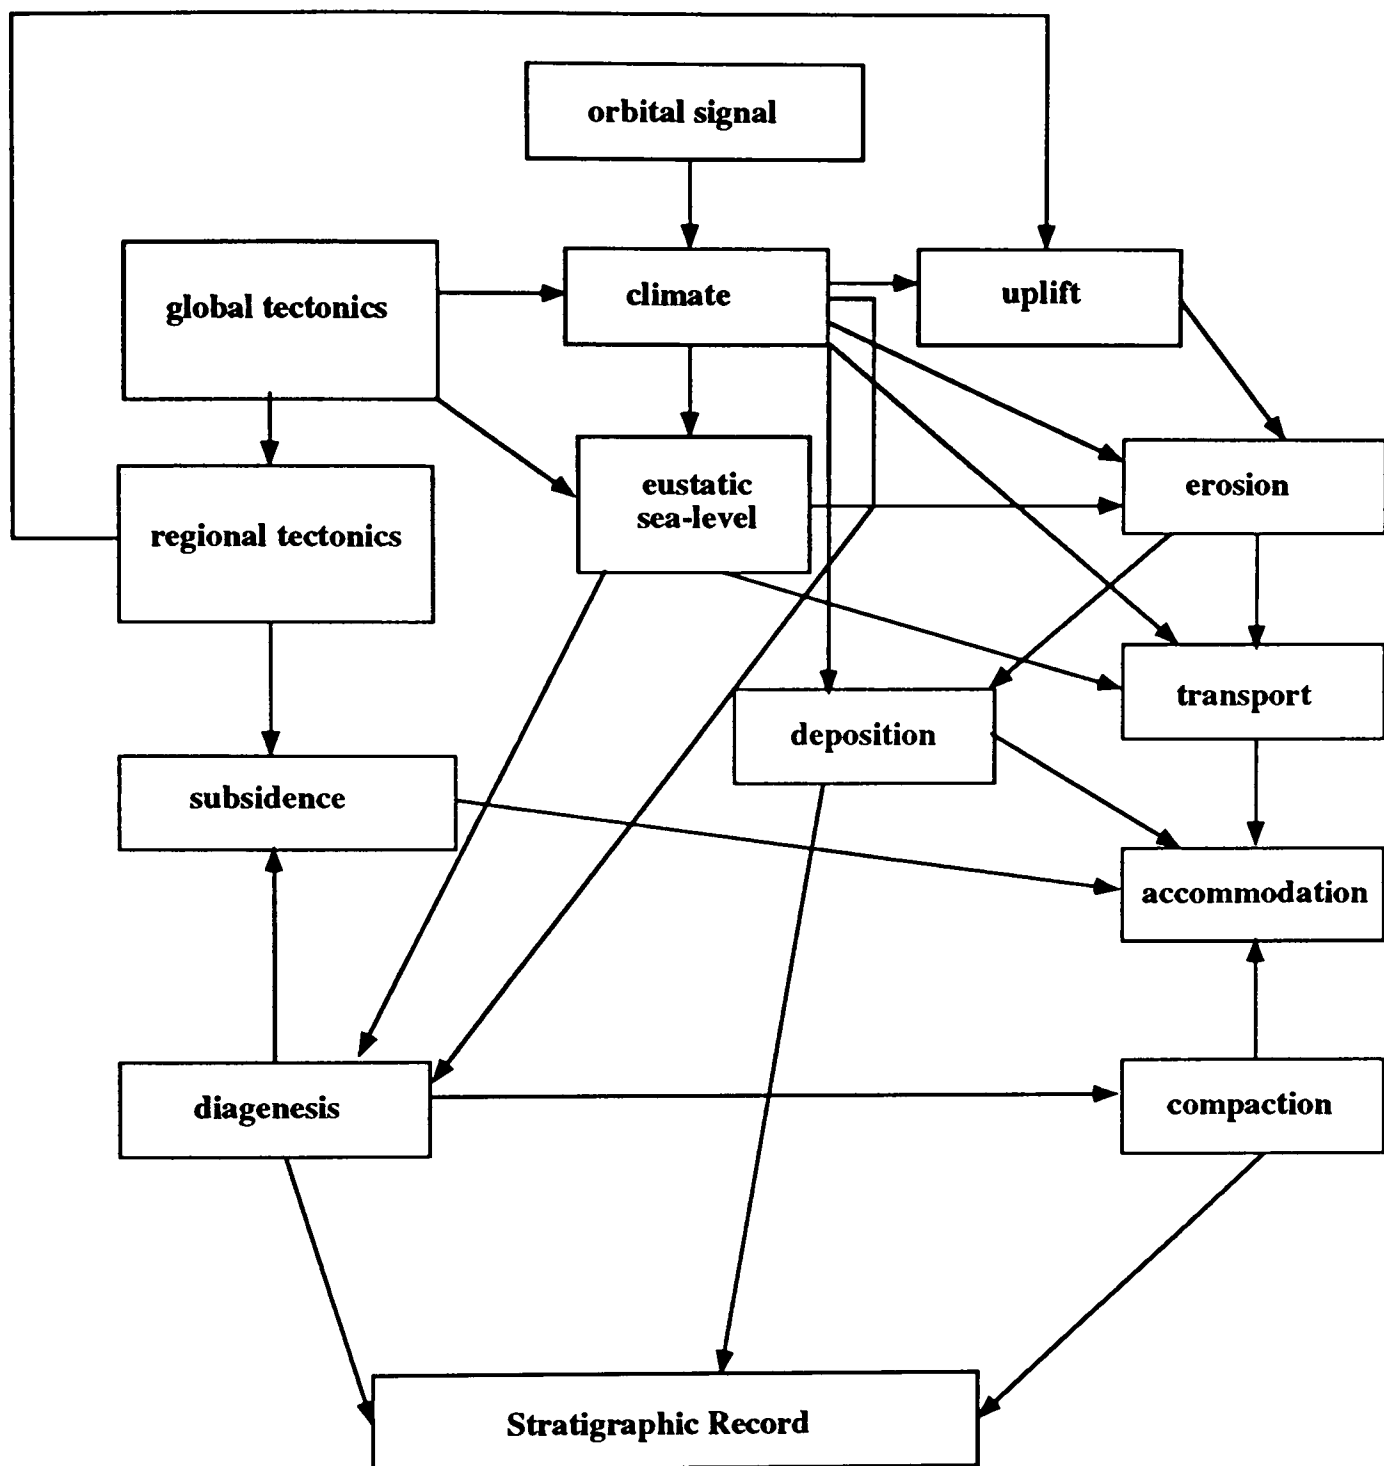 orbital signal
global tectonics
climate
uplift
eustatic
sea-level
erosion
regional tectonics
transport
deposition
subsidence
accommodation
diagenesis
compaction
Stratigraphic Record